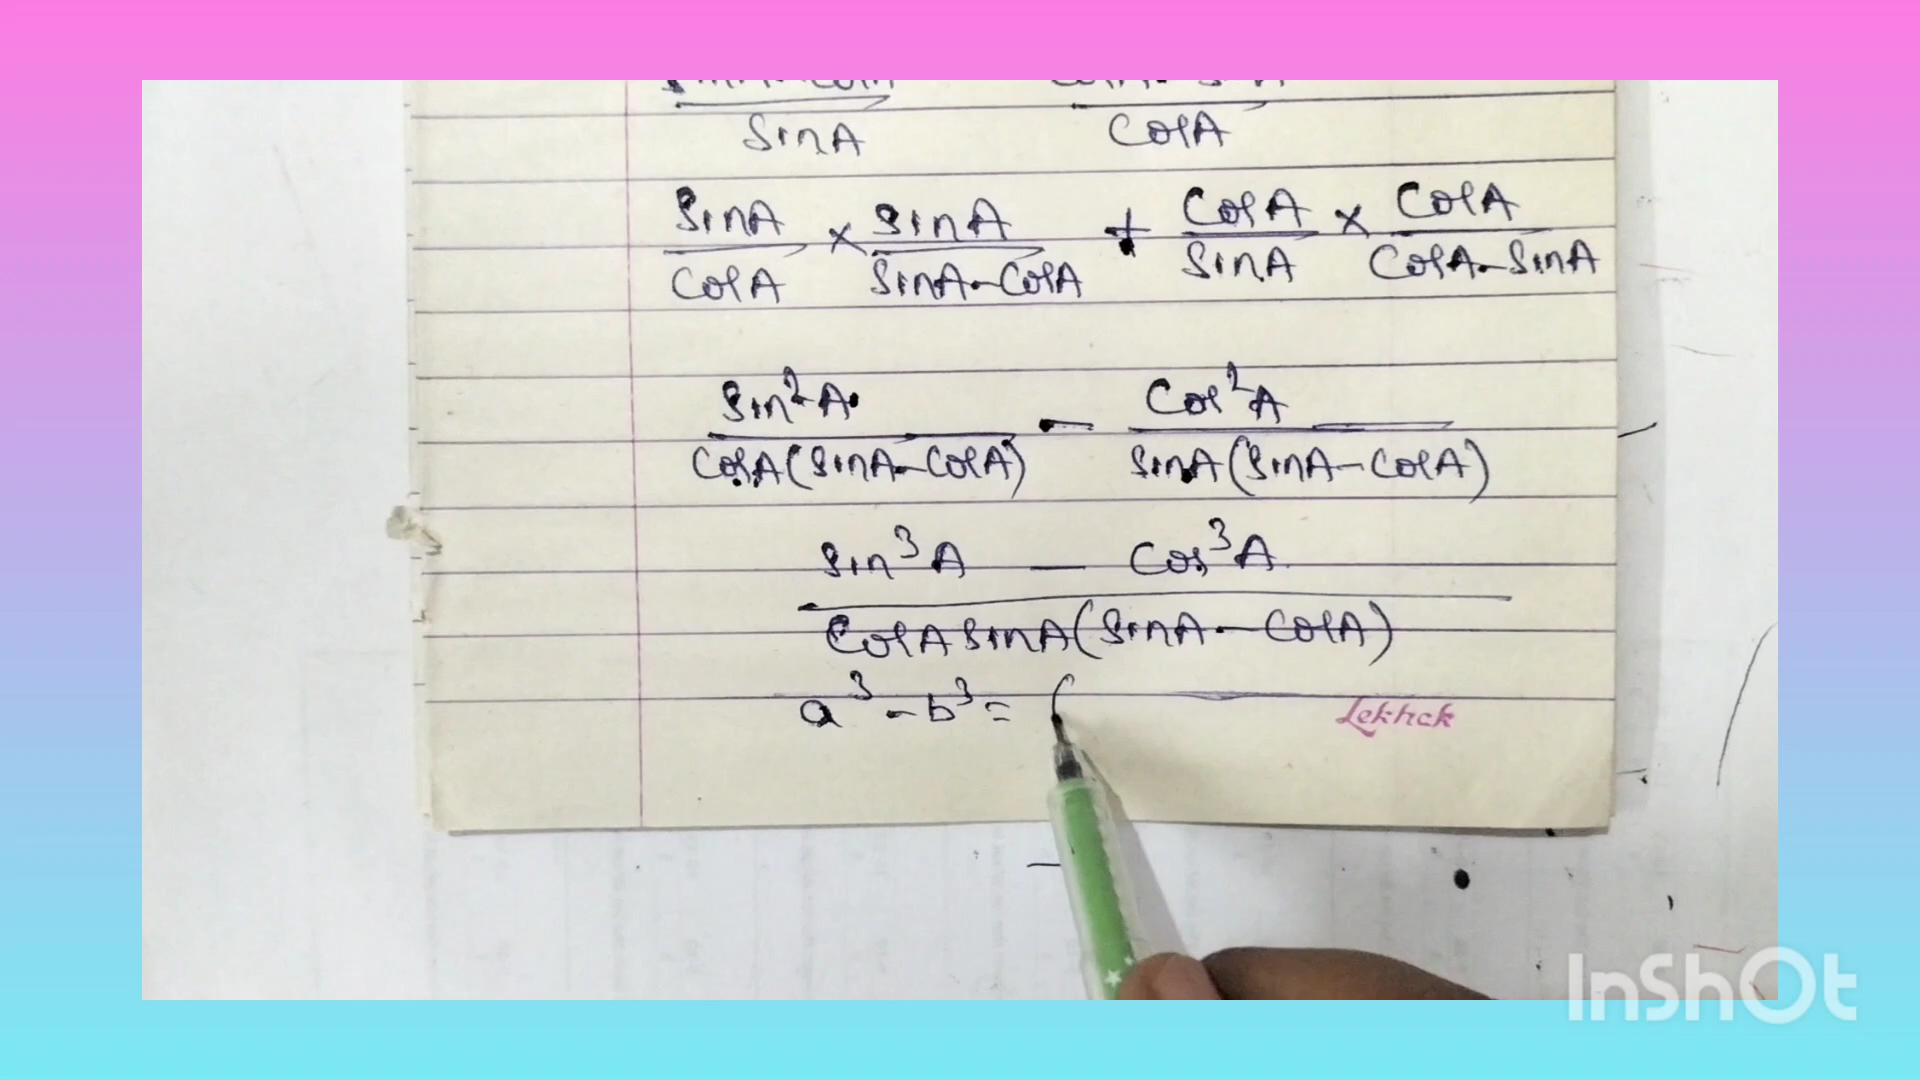 SinA CosA
SinA/CosA × SinA/SinA-CosA + CosA/SinA × CosA/CosA-SinA
Sin²A/CosA(SinA-CosA) - Cos²A/SinA(SinA-CosA)
Sin³A - Cos³A
CosA SinA(SinA-CosA)
a³-b³= (
Lekhak
InShOt